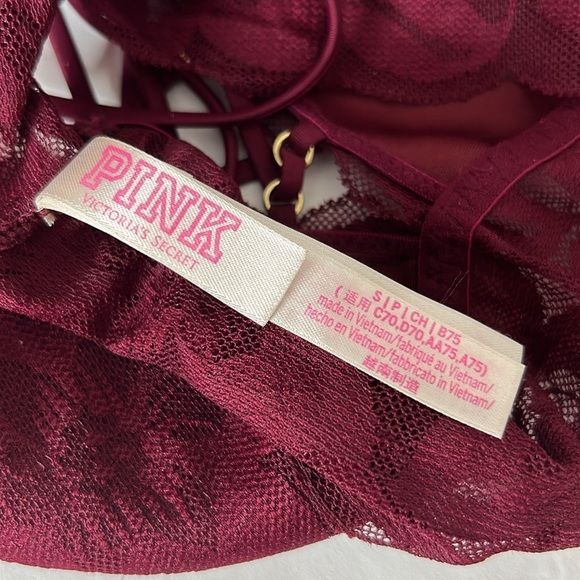 PINK
VICTORIA'S SECRET
S|P|CH|B75
(适用 C70,D70,AA75,A75)
made in Vietnam/fabriqué au Vietnam/
hecho en Vietnam/fabbricato in Vietnam/
越南制造